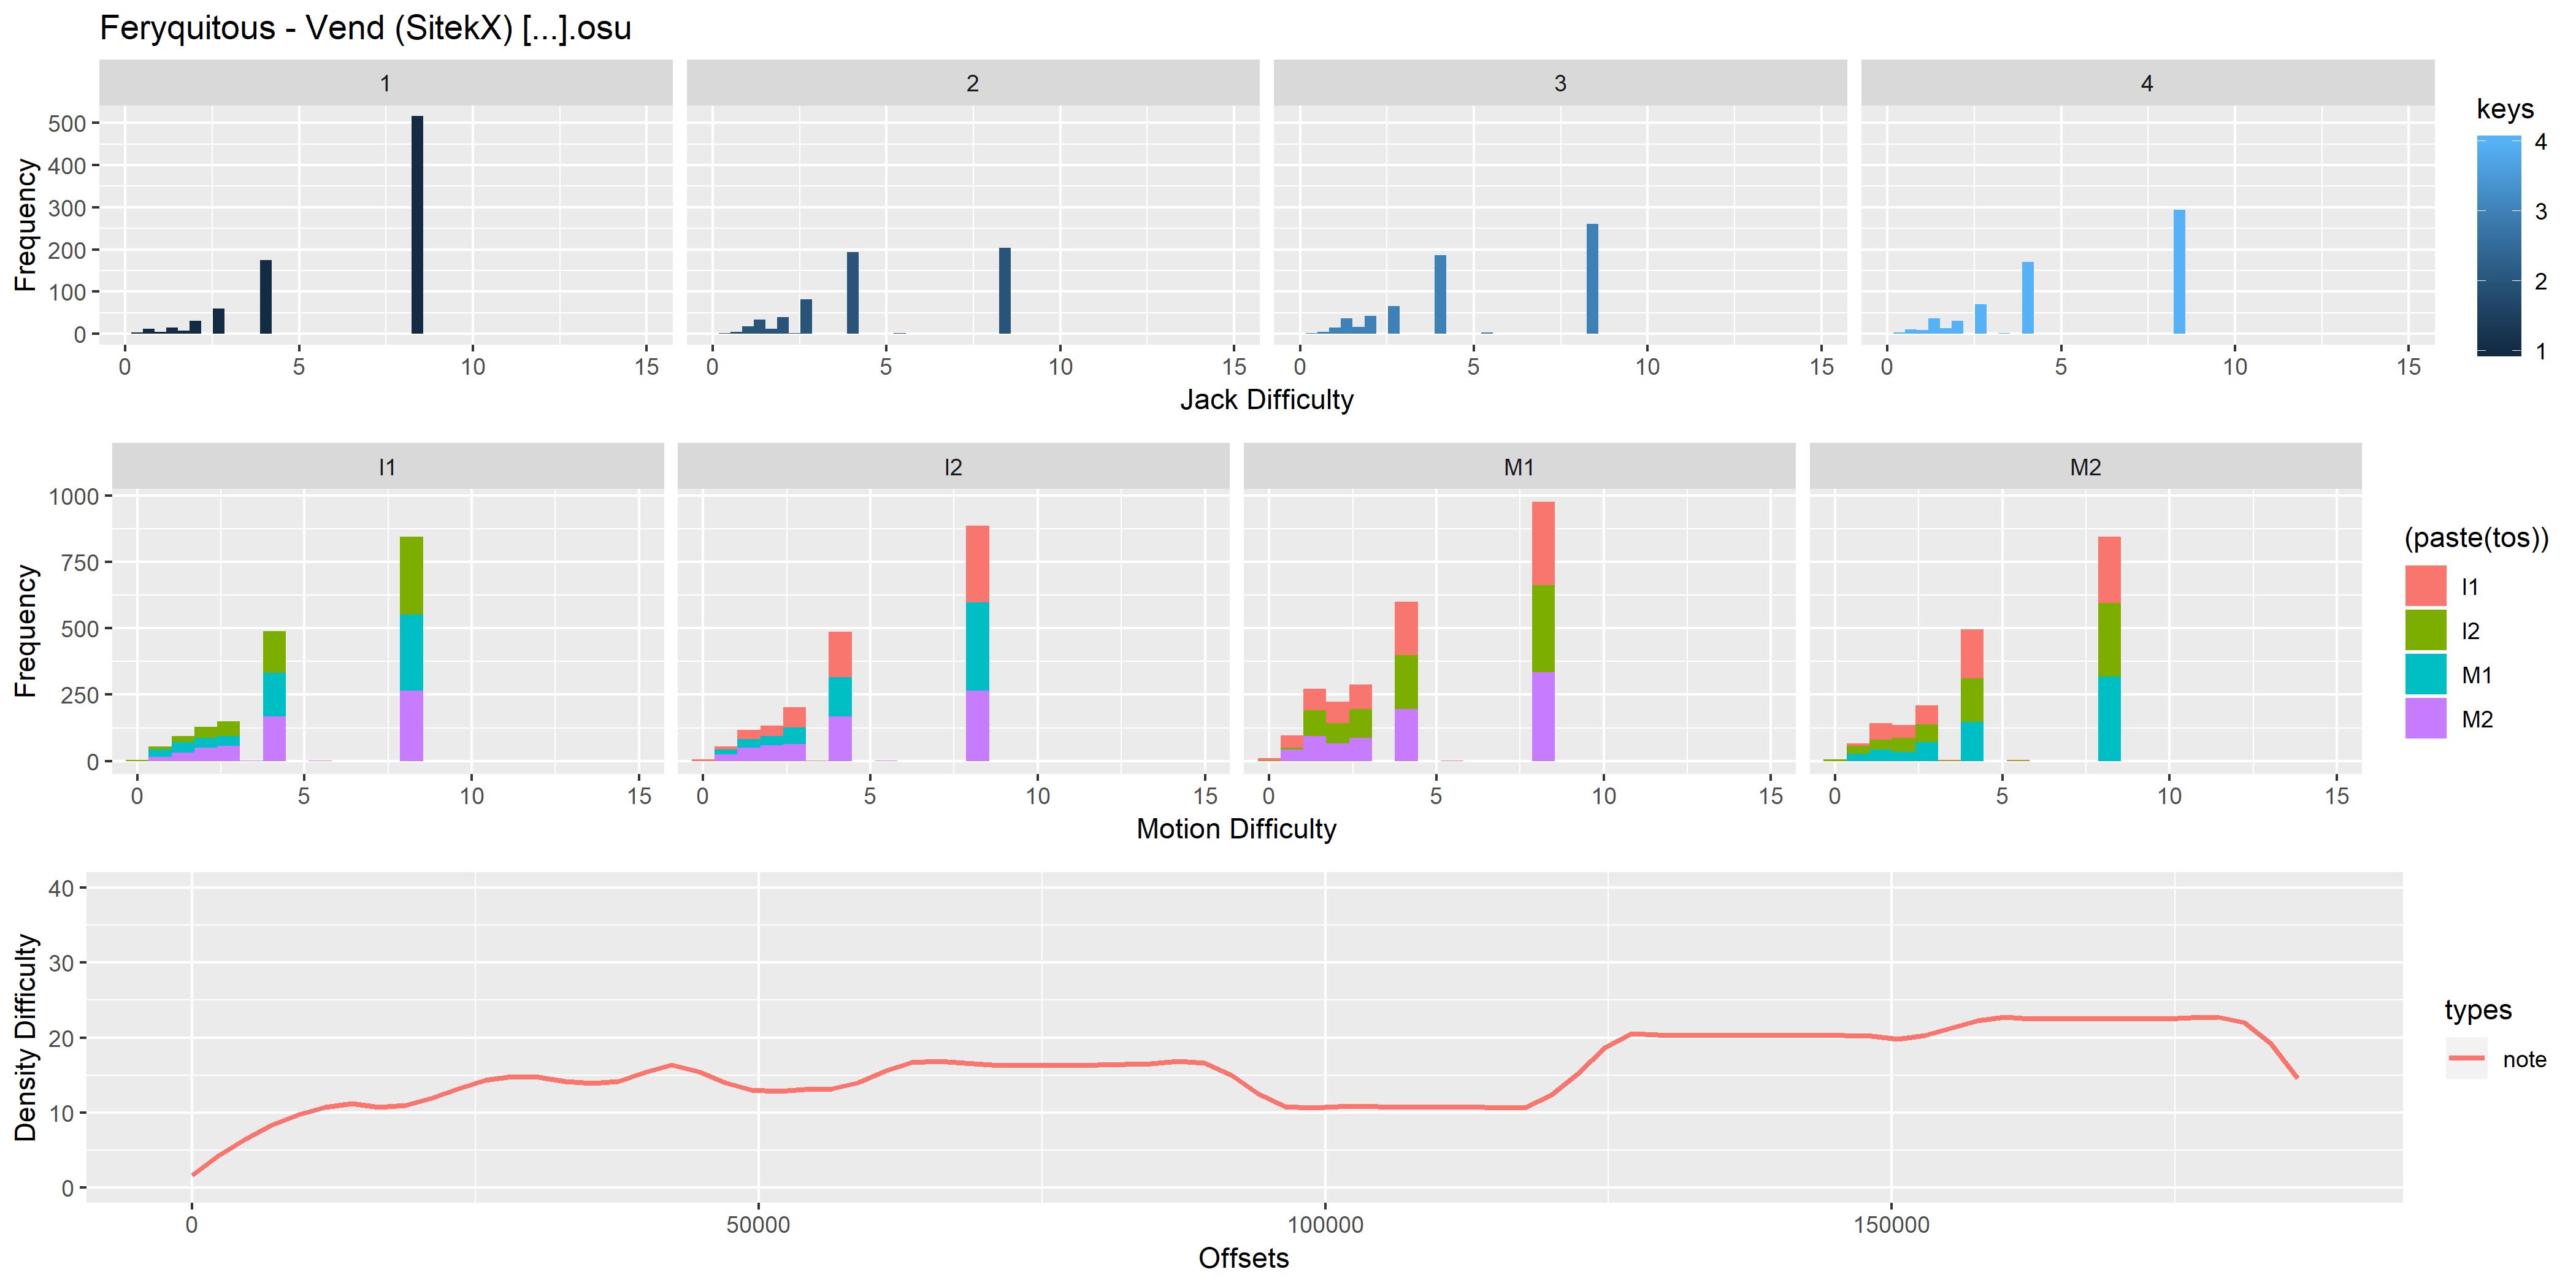 Feryquitous - Vend (SitekX) [...].osu
1 2 3 4
Frequency
500
400
300
200
100
0
0 5 10 15 0 5 10 15 0 5 10 15 0 5 10 15
Jack Difficulty
keys
4
3
2
1
I1 I2 M1 M2
Frequency
1000
750
500
250
0
0 5 10 15 0 5 10 15 0 5 10 15 0 5 10 15
Motion Difficulty
(paste(tos))
I1
I2
M1
M2
Density Difficulty
40
30
20
10
0
0 50000 100000 150000
Offsets
types
note